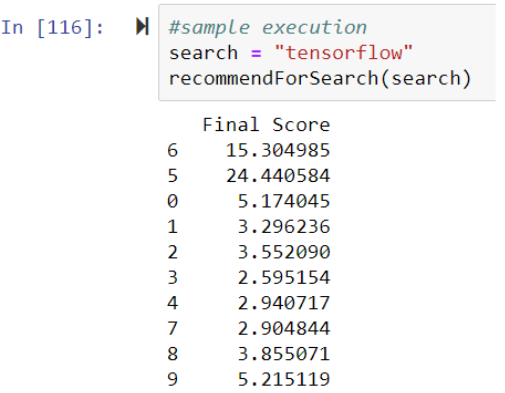 In [116]: #sample execution
search = "tensorflow"
recommendForSearch(search)
Final Score
6 15.304985
5 24.440584
0 5.174045
1 3.296236
2 3.552090
3 2.595154
4 2.940717
7 2.904844
8 3.855071
9 5.215119